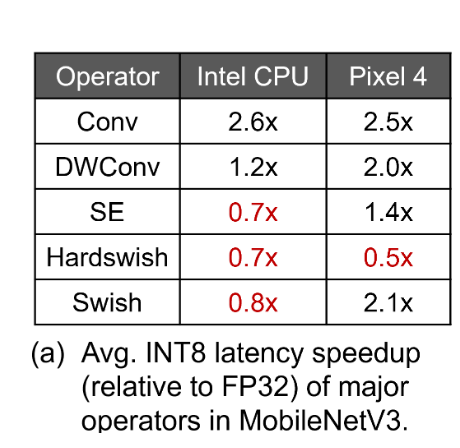 Operator Intel CPU Pixel 4
Conv 2.6x 2.5x
DWConv 1.2x 2.0x
SE 0.7x 1.4x
Hardswish 0.7x 0.5x
Swish 0.8x 2.1x
(a) Avg. INT8 latency speedup
(relative to FP32) of major
operators in MobileNetV3.